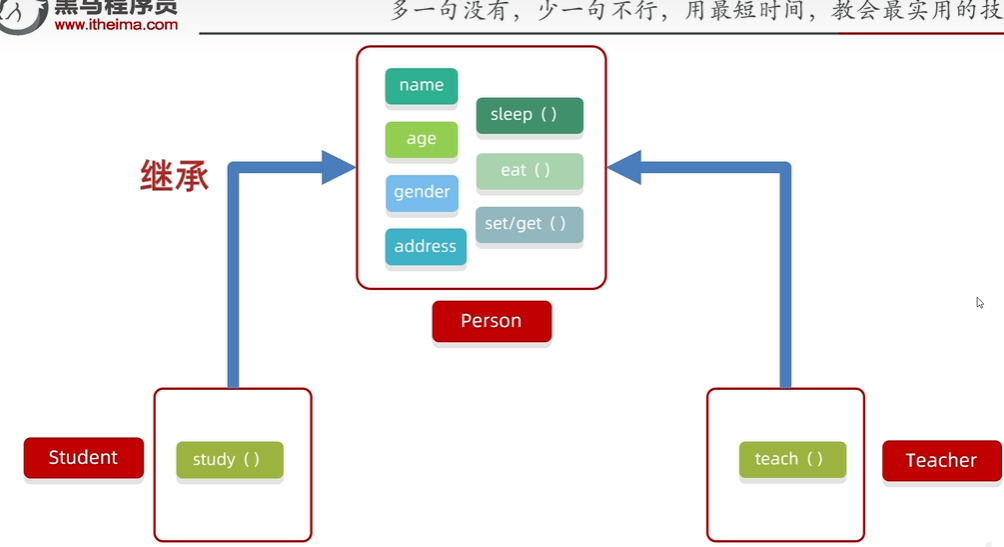 黑马程序员
www.itheima.com
多一句没有，少一句不行，用最短时间，教会最实用的技
name
sleep（）
age
eat（）
继承
gender
set/get（）
address
Person
Student
study（）
teach（）
Teacher